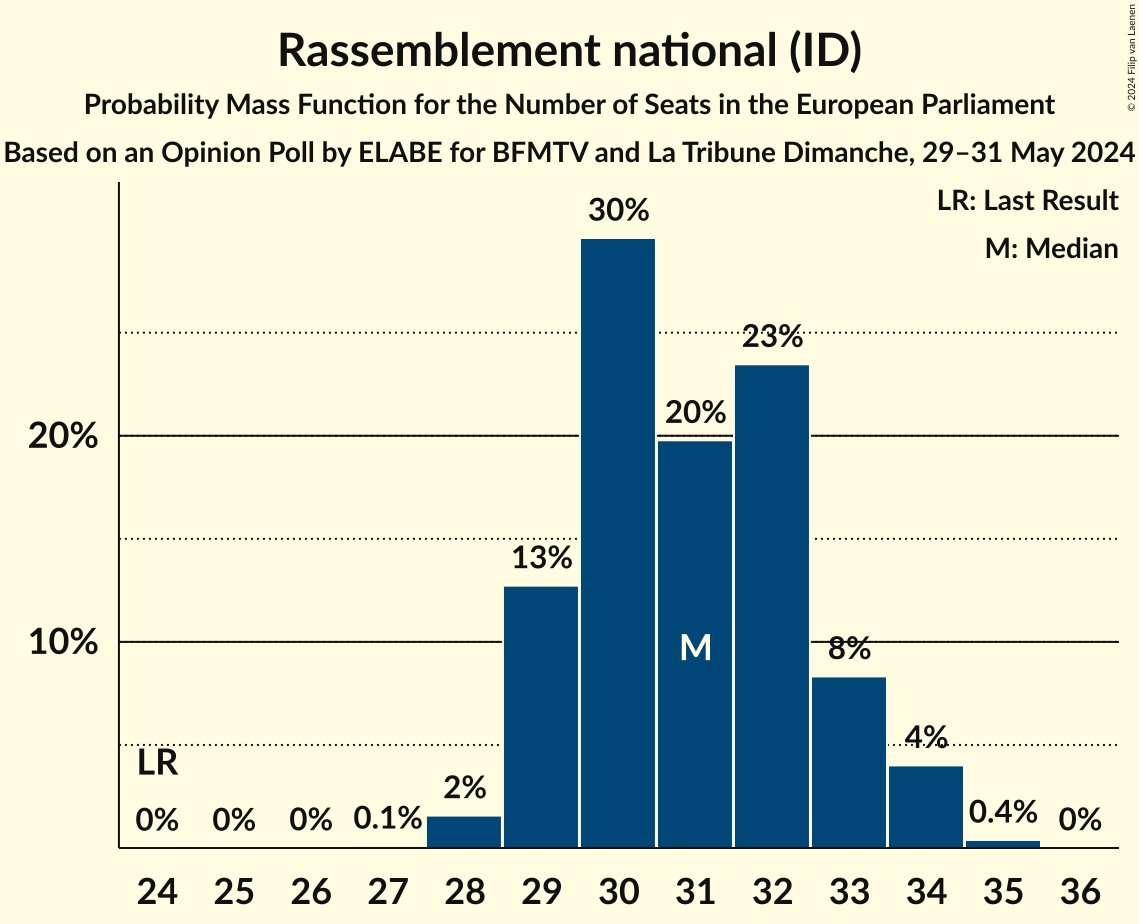 Rassemblement national (ID)
Probability Mass Function for the Number of Seats in the European Parliament
Based on an Opinion Poll by ELABE for BFMTV and La Tribune Dimanche, 29–31 May 2024
© 2024 Filip van Laenen
LR: Last Result
M: Median
30%
23%
20%
20%
13%
10%
M
8%
LR
4%
2%
0% 0% 0% 0.1% 0.4% 0%
24 25 26 27 28 29 30 31 32 33 34 35 36